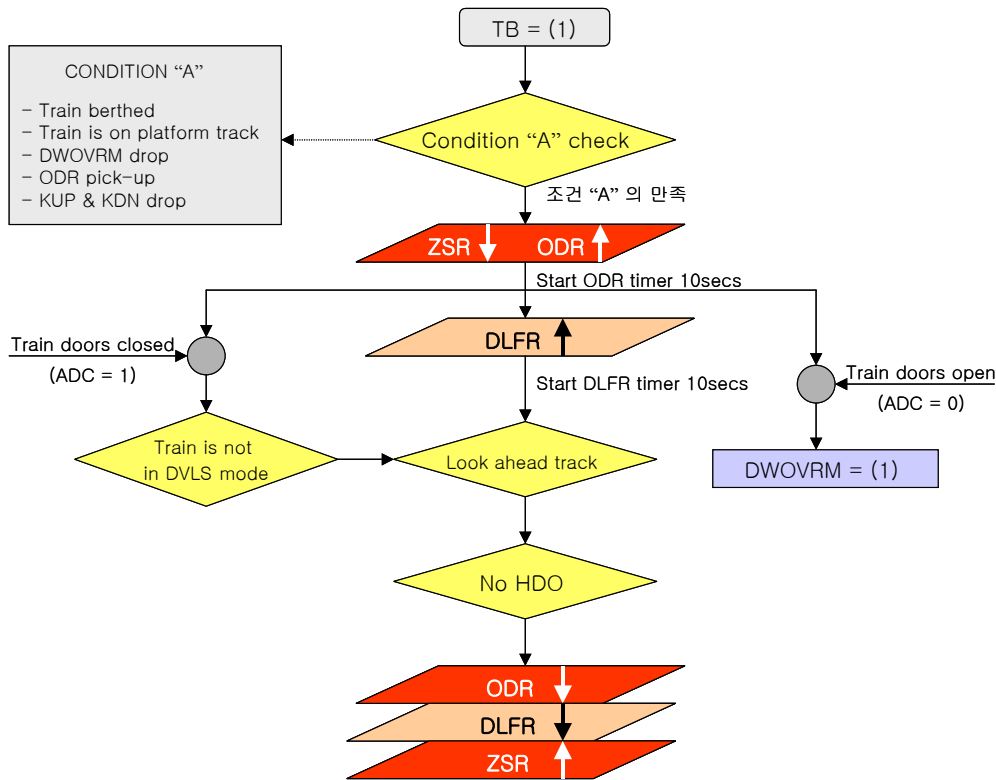 TB = (1)
CONDITION “A”
- Train berthed
- Train is on platform track
- DWOVRM drop
- ODR pick-up
- KUP & KDN drop
Condition “A” check
조건 “A” 의 만족
ZSR ODR
Start ODR timer 10secs
Train doors closed
(ADC = 1)
DLFR
Train doors open
(ADC = 0)
Start DLFR timer 10secs
Train is not
in DVLS mode
Look ahead track
DWOVRM = (1)
No HDO
ODR
DLFR
ZSR